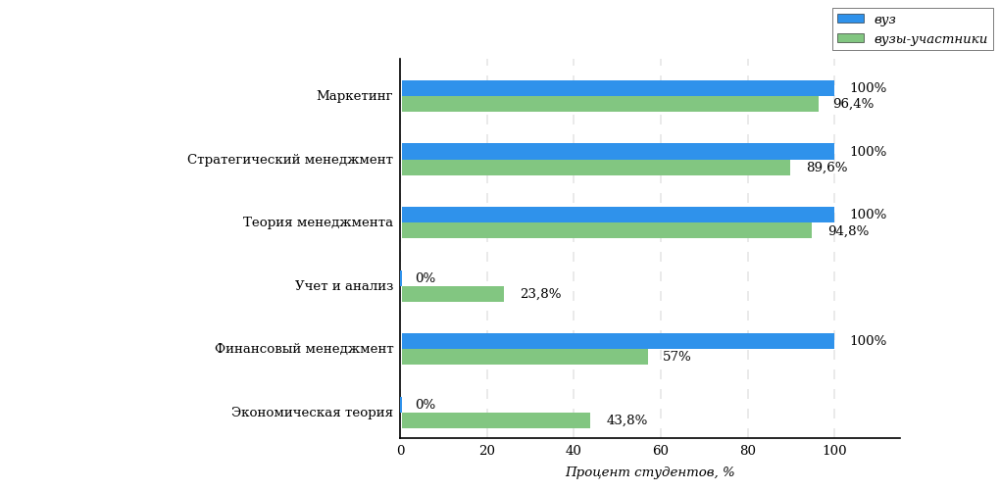 вуз
вузы-участники
Маркетинг
100%
96,4%
Стратегический менеджмент
100%
89,6%
Теория менеджмента
100%
94,8%
Учет и анализ
0%
23,8%
Финансовый менеджмент
100%
57%
Экономическая теория
0%
43,8%
0 20 40 60 80 100
Процент студентов, %